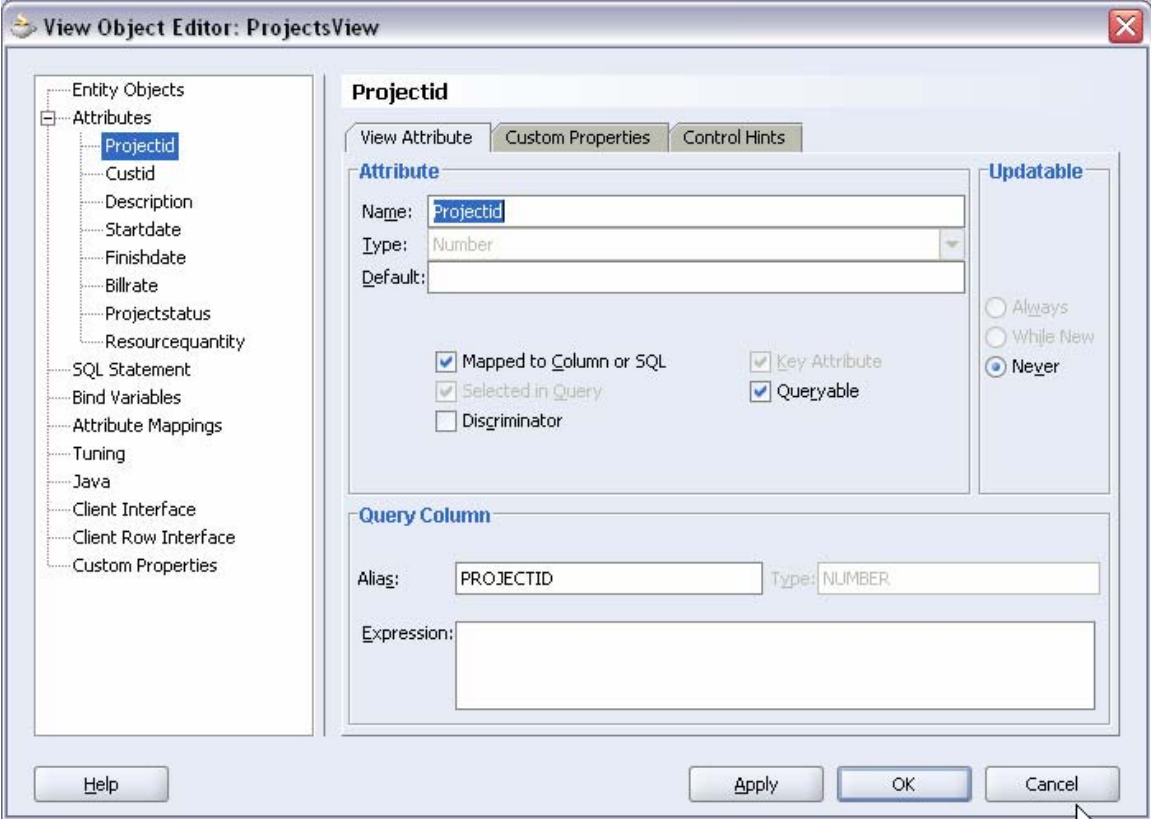 View Object Editor: ProjectsView
Entity Objects
Attributes
Projectid
Custid
Description
Startdate
Finishdate
Billrate
Projectstatus
Resourcequantity
SQL Statement
Bind Variables
Attribute Mappings
Tuning
Java
Client Interface
Client Row Interface
Custom Properties
Projectid
View Attribute Custom Properties Control Hints
Attribute
Name: Projectid
Type: Number
Default:
Mapped to Column or SQL Key Attribute
Selected in Query Queryable
Discriminator
Updatable
Always
While New
Never
Query Column
Alias: PROJECTID Type: NUMBER
Expression:
Help Apply OK Cancel